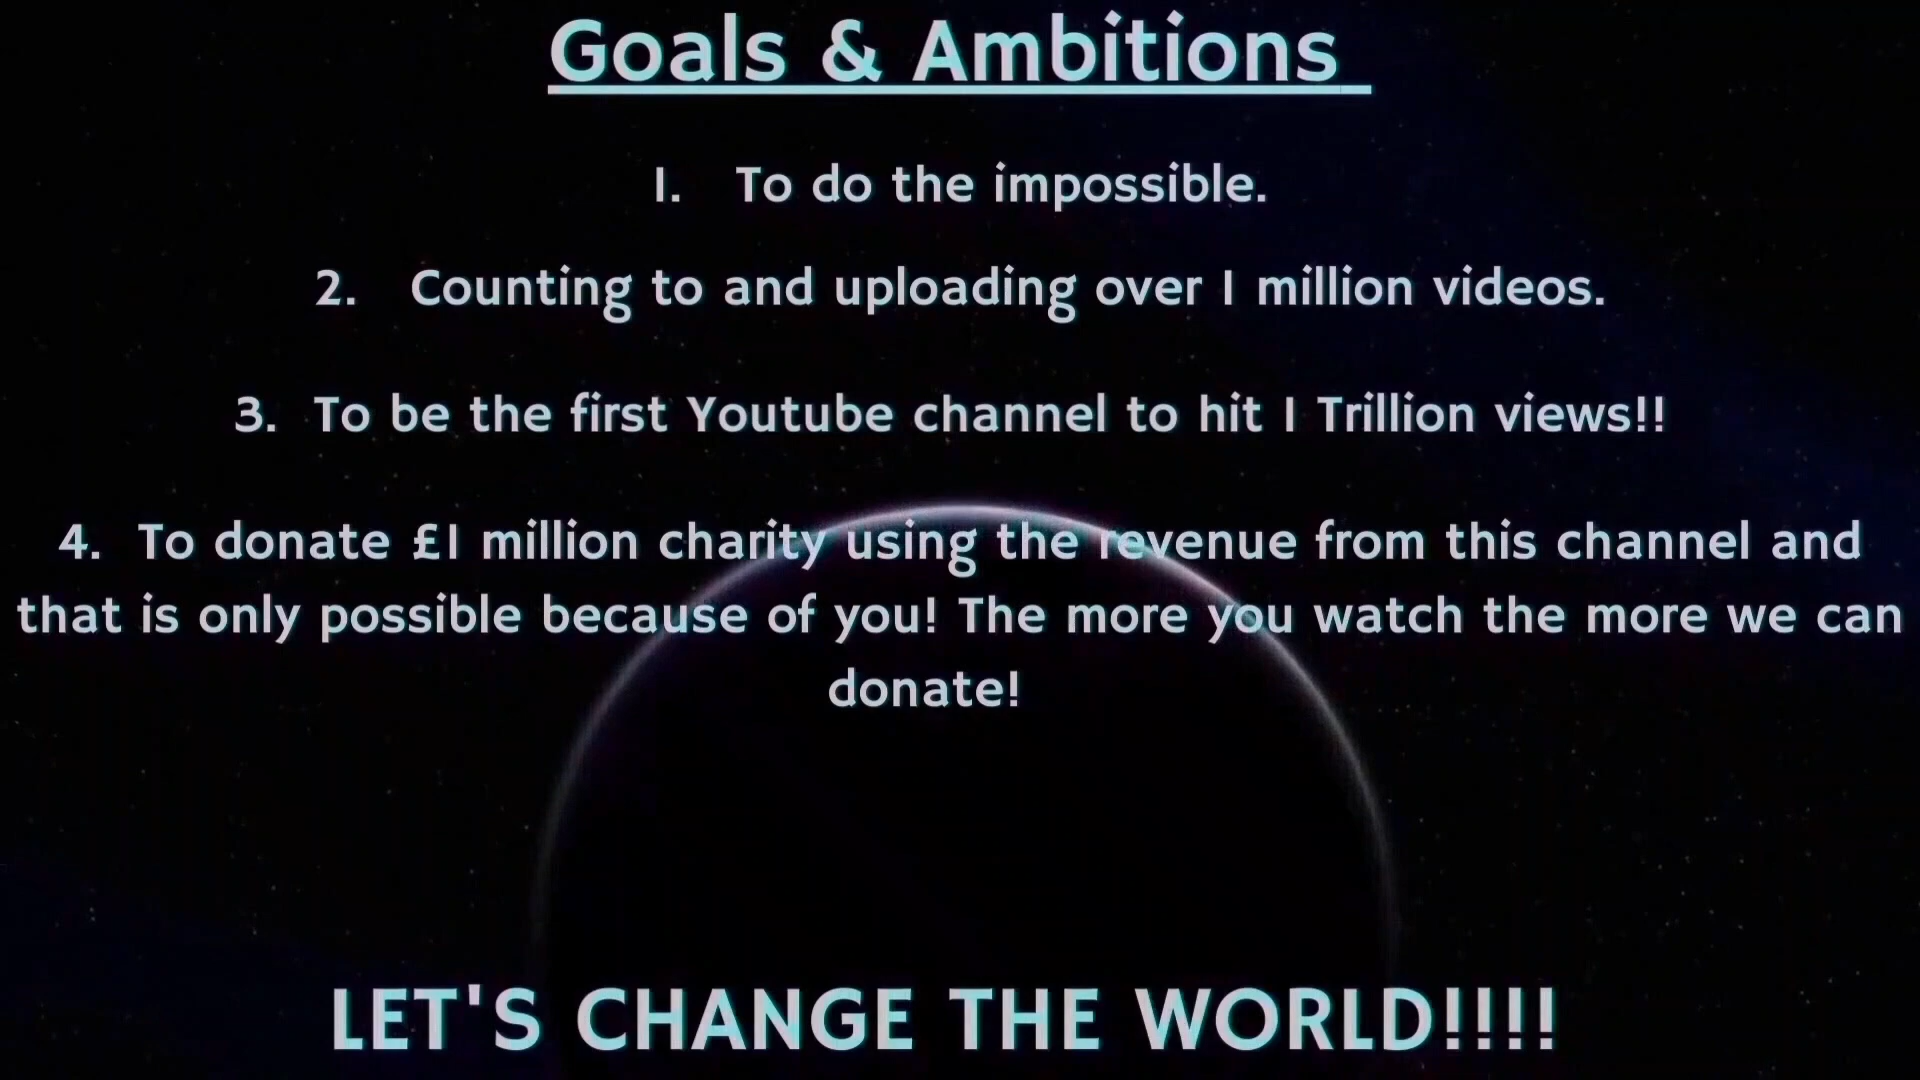 Goals & Ambitions
1. To do the impossible.
2. Counting to and uploading over 1 million videos.
3. To be the first Youtube channel to hit 1 Trillion views!!
4. To donate £1 million charity using the revenue from this channel and
that is only possible because of you! The more you watch the more we can
donate!
LET'S CHANGE THE WORLD!!!!